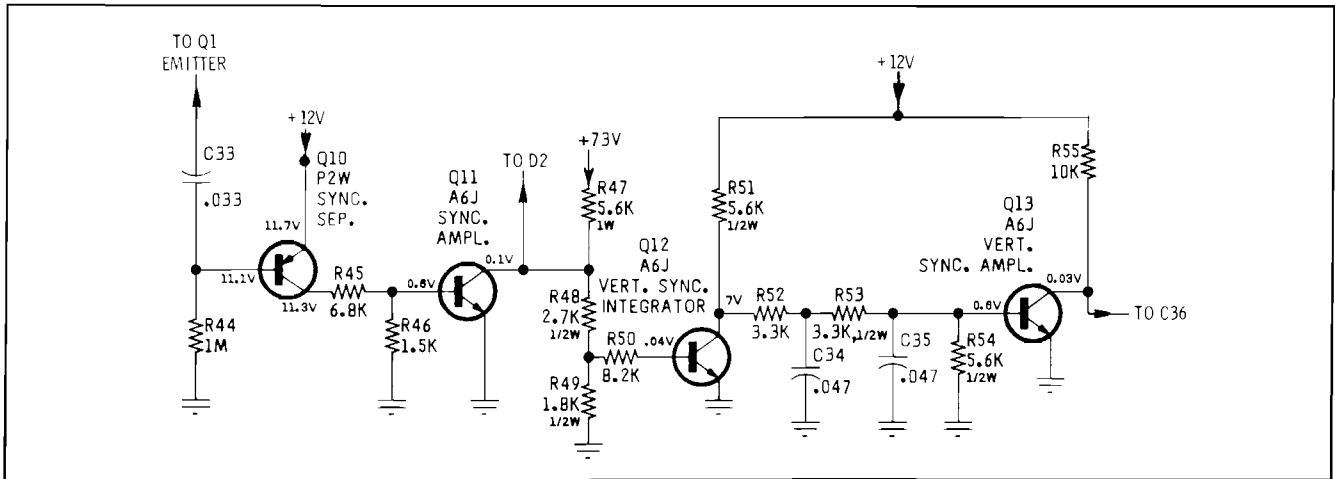 TO Q1
EMITTER
+12V
C33
.033
Q10
P2W
SYNC.
SEP.
11.7V
11.1V
11.3V
R44
1M
R45
6.8K
R46
1.5K
Q11
A6J
SYNC.
AMPL.
0.6V
0.1V
TO D2
+73V
R47
5.6K
1W
R48
2.7K
1/2W
R49
1.8K
1/2W
R50
8.2K
.04V
Q12
A6J
VERT. SYNC.
INTEGRATOR
+12V
R51
5.6K
1/2W
7V
R52
3.3K
R53
3.3K,1/2W
C34
.047
C35
.047
R54
5.6K
1/2W
0.6V
Q13
A6J
VERT.
SYNC. AMPL.
0.03V
R55
10K
TO C36